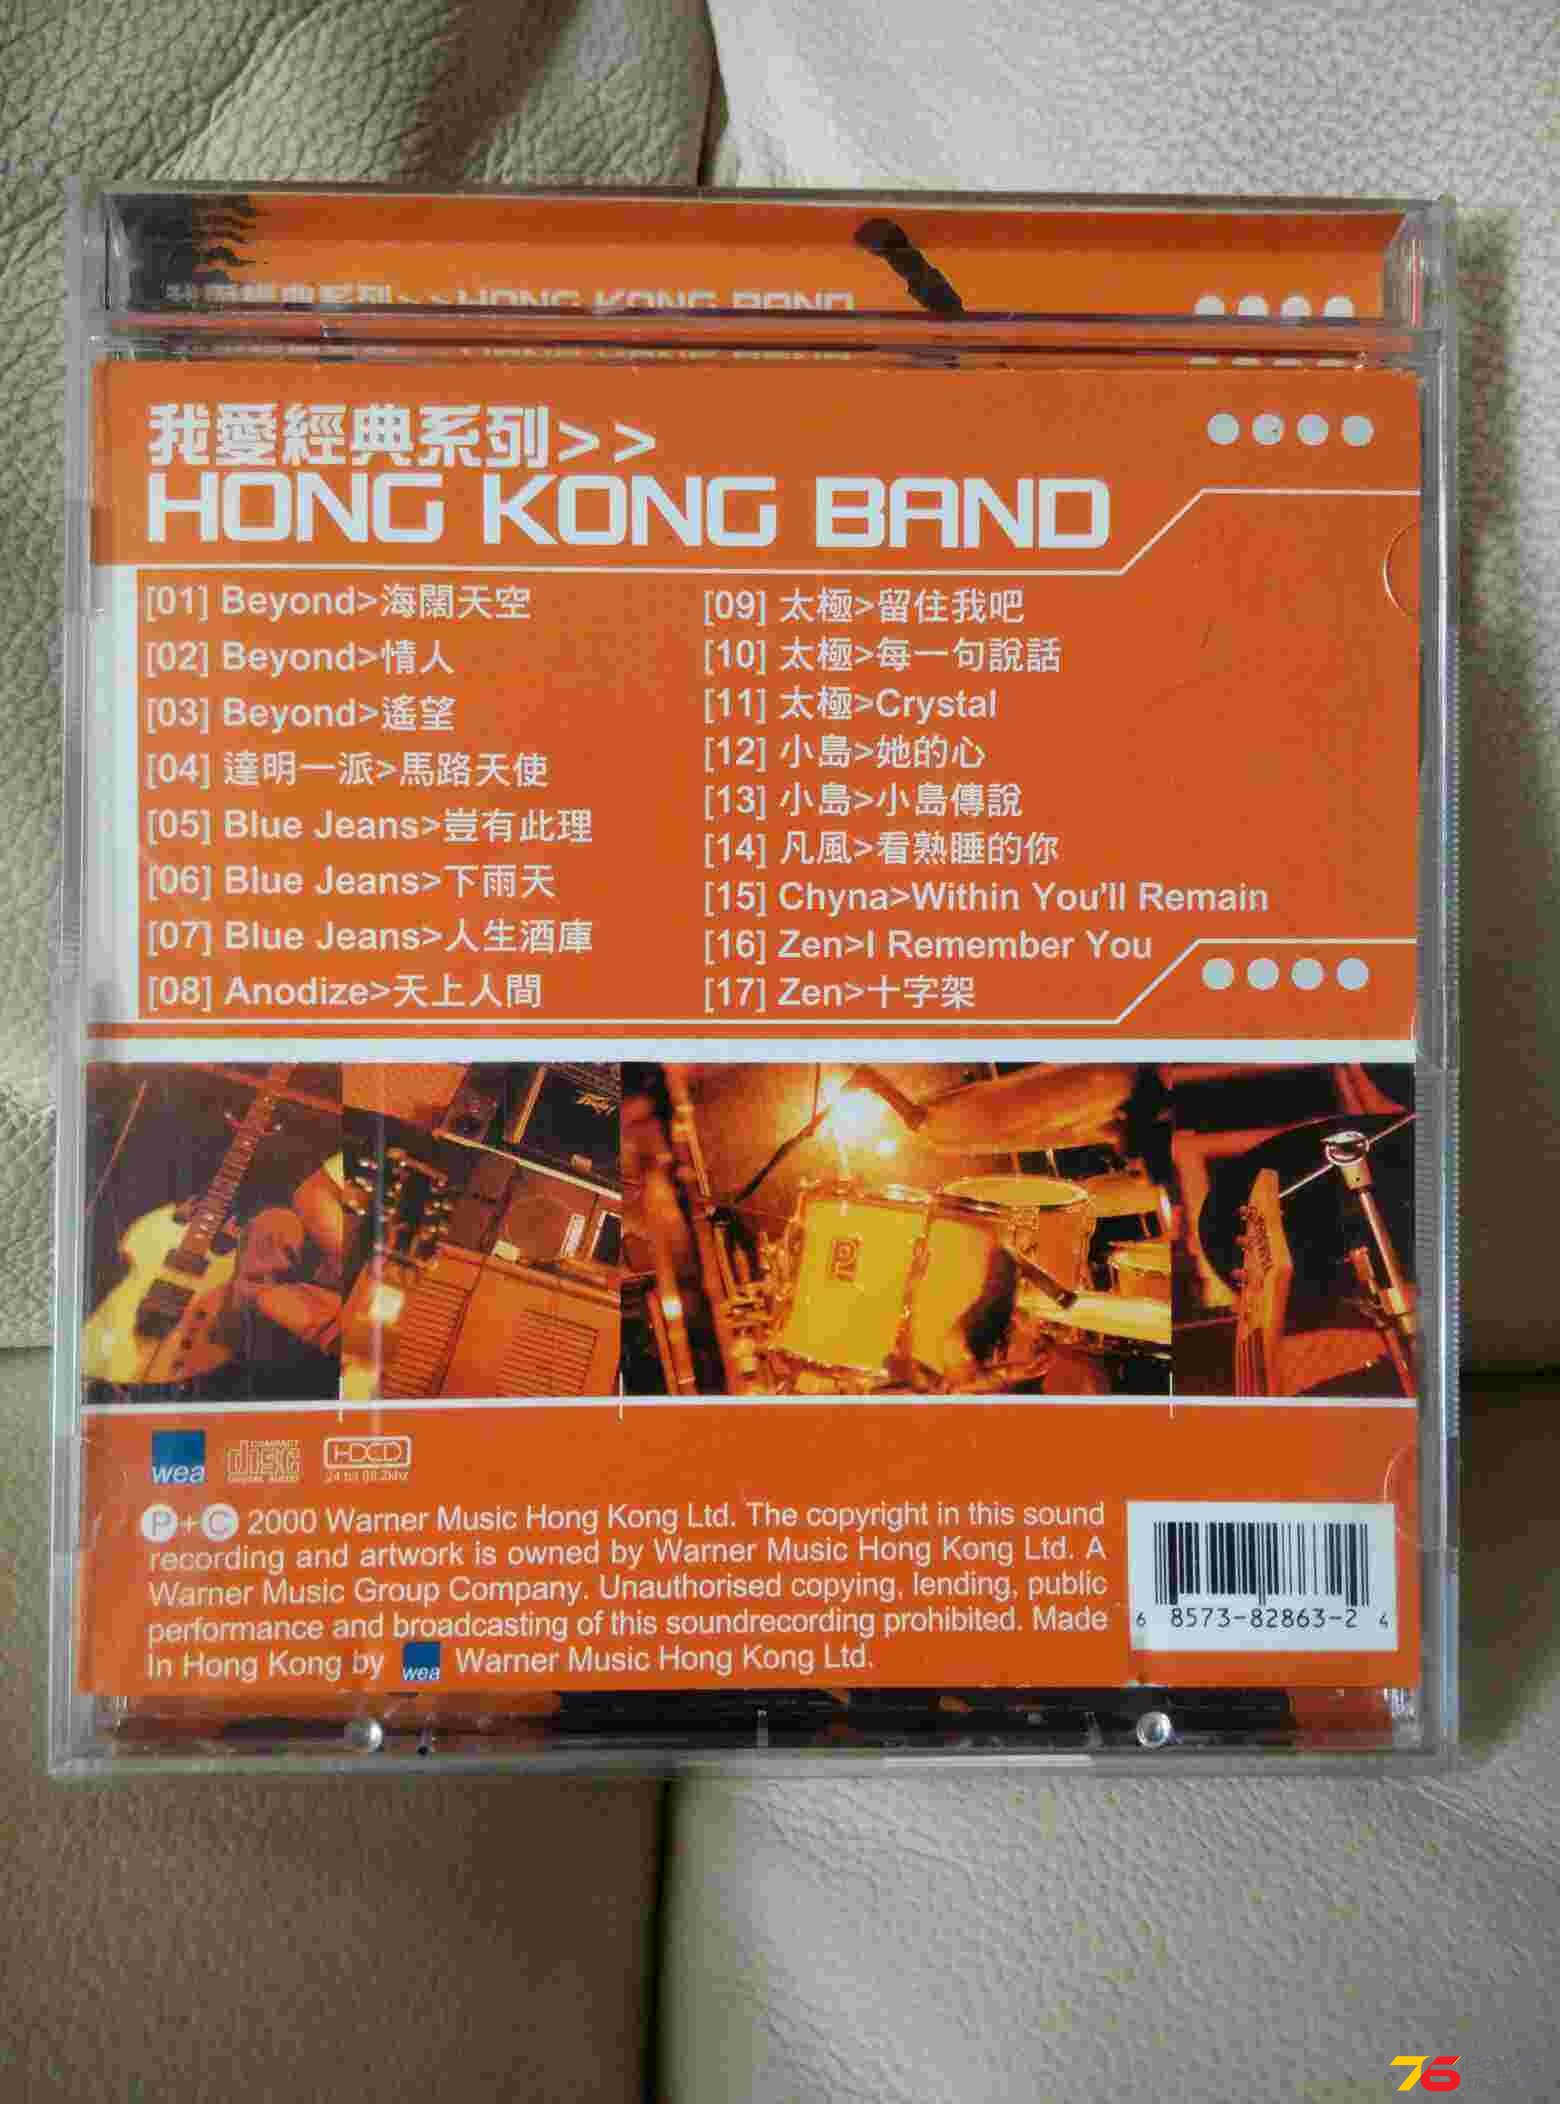 HONG KONG BAND
我愛經典系列>>
HONG KONG BAND
[01] Beyond>海闊天空
[02] Beyond>情人
[03] Beyond>遙望
[04] 達明一派>馬路天使
[05] Blue Jeans>豈有此理
[06] Blue Jeans>下雨天
[07] Blue Jeans>人生酒庫
[08] Anodize>天上人間
[09] 太極>留住我吧
[10] 太極>每一句說話
[11] 太極>Crystal
[12] 小島>她的心
[13] 小島>小島傳說
[14] 凡風>看熟睡的你
[15] Chyna>Within You'll Remain
[16] Zen>I Remember You
[17] Zen>十字架
wea
COMPACT
disc
DIGITAL AUDIO
HDCD
P+C 2000 Warner Music Hong Kong Ltd. The copyright in this sound
recording and artwork is owned by Warner Music Hong Kong Ltd. A
Warner Music Group Company. Unauthorised copying, lending, public
performance and broadcasting of this soundrecording prohibited. Made
In Hong Kong by wea Warner Music Hong Kong Ltd.
6 8573-82863-2 4
76